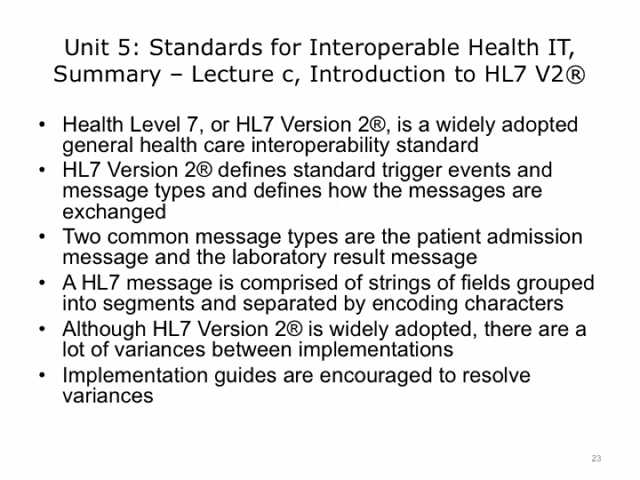 Unit 5: Standards for Interoperable Health IT,
Summary – Lecture c, Introduction to HL7 V2®
• Health Level 7, or HL7 Version 2®, is a widely adopted
general health care interoperability standard
• HL7 Version 2® defines standard trigger events and
message types and defines how the messages are
exchanged
• Two common message types are the patient admission
message and the laboratory result message
• A HL7 message is comprised of strings of fields grouped
into segments and separated by encoding characters
• Although HL7 Version 2® is widely adopted, there are a
lot of variances between implementations
• Implementation guides are encouraged to resolve
variances
23